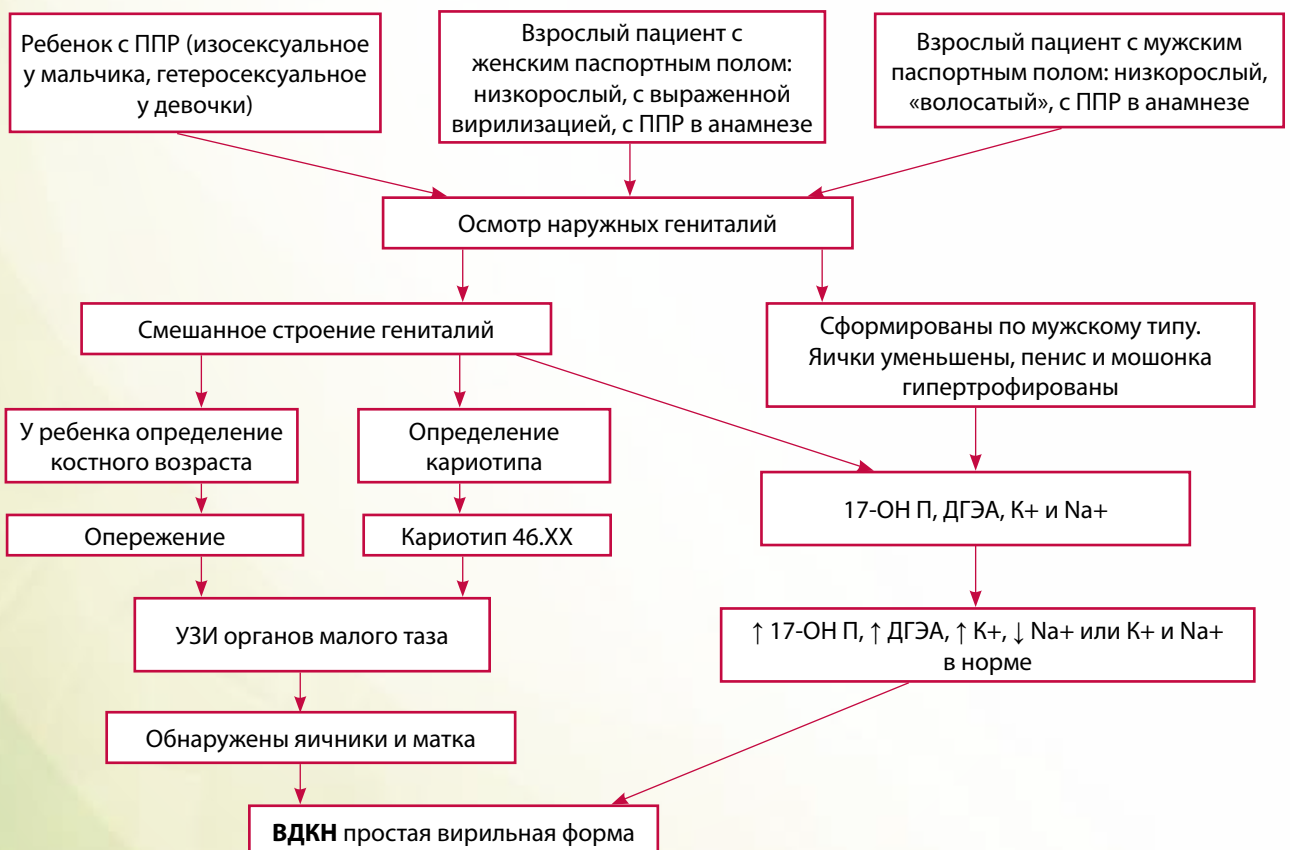 Ребенок с ППР (изосексуальное
у мальчика, гетеросексуальное
у девочки)
Взрослый пациент с
женским паспортным полом:
низкорослый, с выраженной
вирилизацией, с ППР в анамнезе
Взрослый пациент с мужским
паспортным полом: низкорослый,
«волосатый», с ППР в анамнезе
Осмотр наружных гениталий
Смешанное строение гениталий
Сформированы по мужскому типу.
Яички уменьшены, пенис и мошонка
гипертрофированы
У ребенка определение
костного возраста
Определение
кариотипа
17-ОН П, ДГЭА, К+ и Na+
Опережение
Кариотип 46.ХХ
УЗИ органов малого таза
↑ 17-ОН П, ↑ ДГЭА, ↑ К+, ↓ Na+ или К+ и Na+
в норме
Обнаружены яичники и матка
ВДКН простая вирильная форма